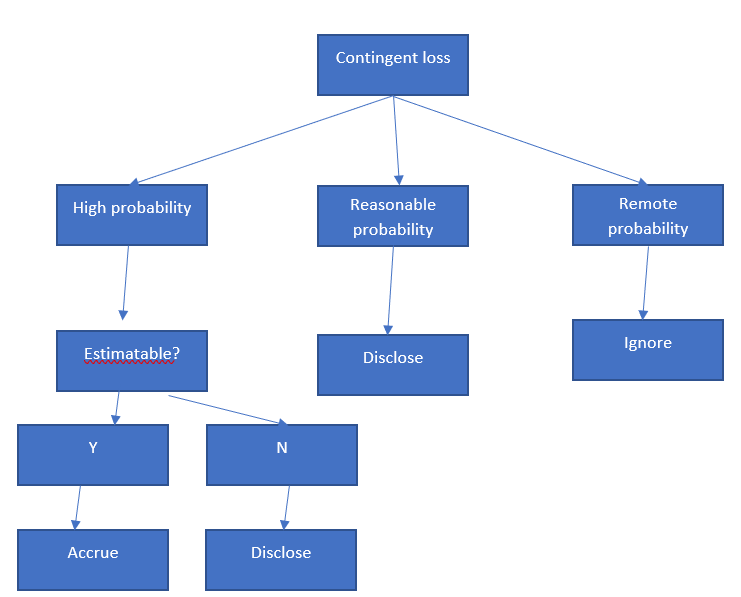 Contingent loss
High probability
Reasonable
probability
Remote
probability
Estimatable?
Disclose
Ignore
Y
N
Accrue
Disclose